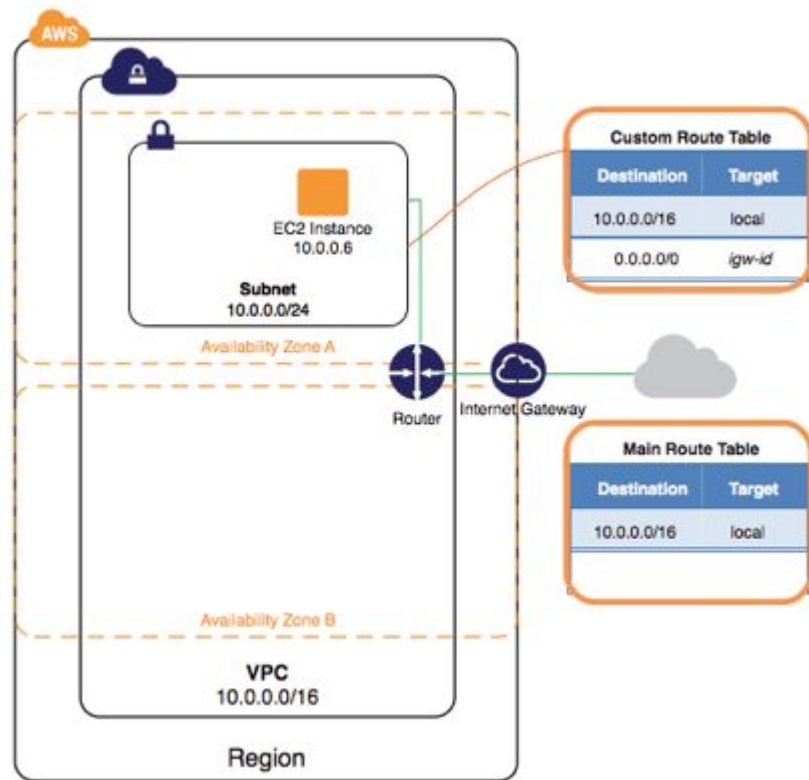 AWS
EC2 Instance
10.0.0.6
Subnet
10.0.0.0/24
Availability Zone A
Router
Internet Gateway
Availability Zone B
VPC
10.0.0.0/16
Region
Custom Route Table
Destination Target
10.0.0.0/16 local
0.0.0.0/0 igw-id
Main Route Table
Destination Target
10.0.0.0/16 local